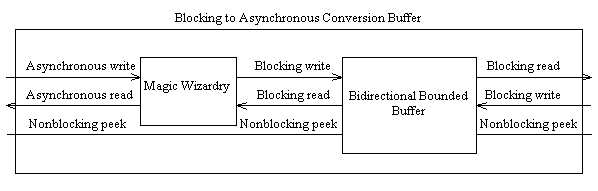 Blocking to Asynchronous Conversion Buffer
Asynchronous write
Blocking write
Blocking read
Magic Wizardry
Asynchronous read
Blocking read
Bidirectional Bounded
Buffer
Blocking write
Nonblocking peek
Nonblocking peek
Nonblocking peek